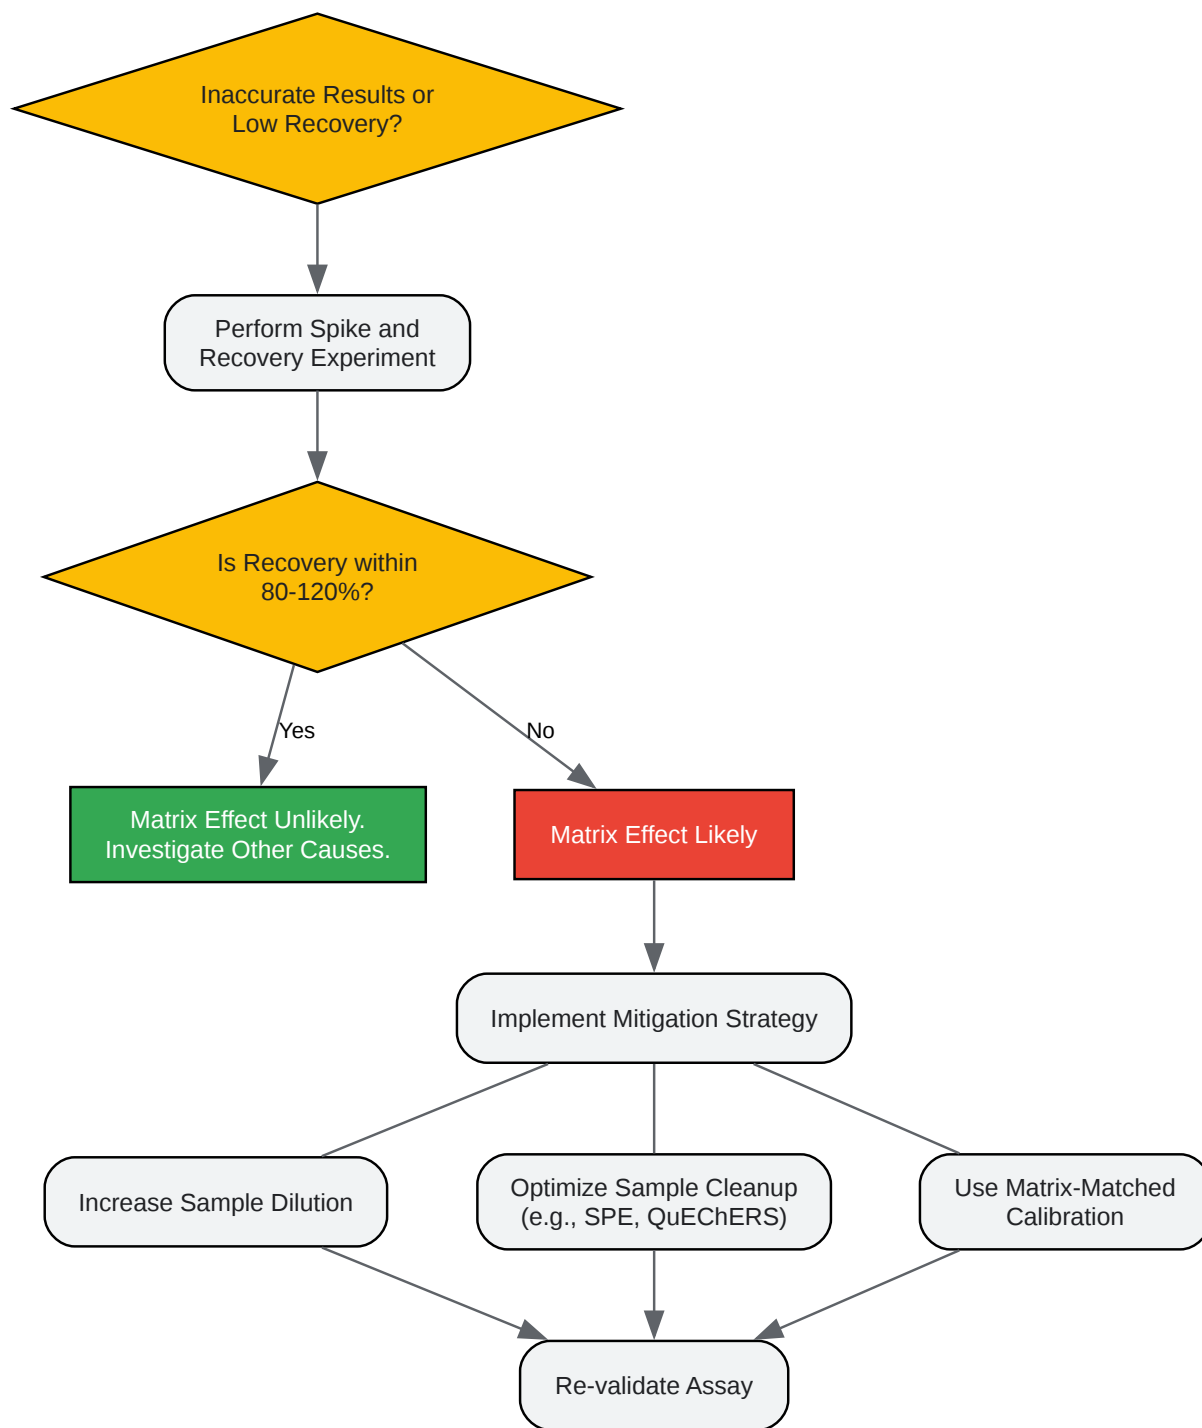 Inaccurate Results or
Low Recovery?
Perform Spike and
Recovery Experiment
Is Recovery within
80-120%?
Yes
No
Matrix Effect Unlikely.
Investigate Other Causes.
Matrix Effect Likely
Implement Mitigation Strategy
Increase Sample Dilution
Optimize Sample Cleanup
(e.g., SPE, QuEChERS)
Use Matrix-Matched
Calibration
Re-validate Assay